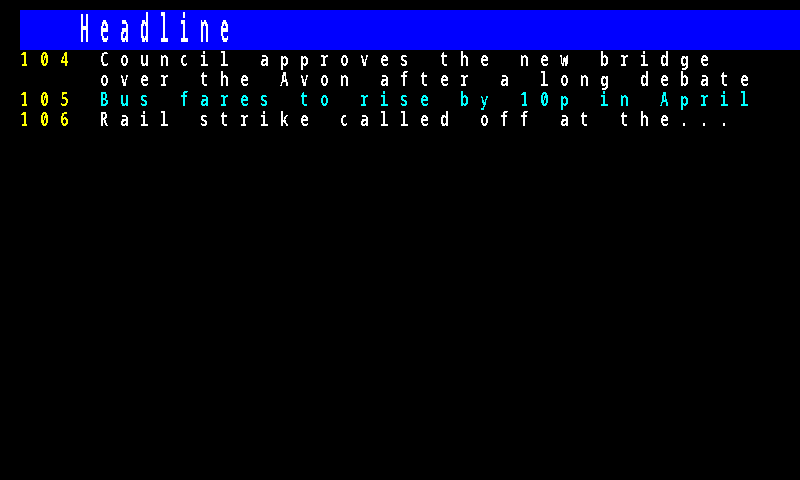 Headline
104 Council approves the new bridge
over the Avon after a long debate
105 Bus fares to rise by 10p in April
106 Rail strike called off at the...